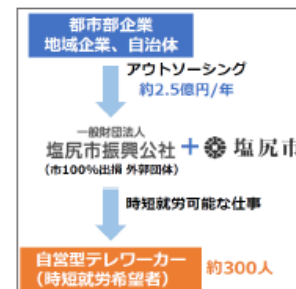 都市部企業
地域企業、自治体
アウトソーシング
約2.5億円/年
一般財団法人
塩尻市振興公社 + 塩尻市
(市100%出捐 外郭団体)
時短就労可能な仕事
自営型テレワーカー
(時短就労希望者)
約300人